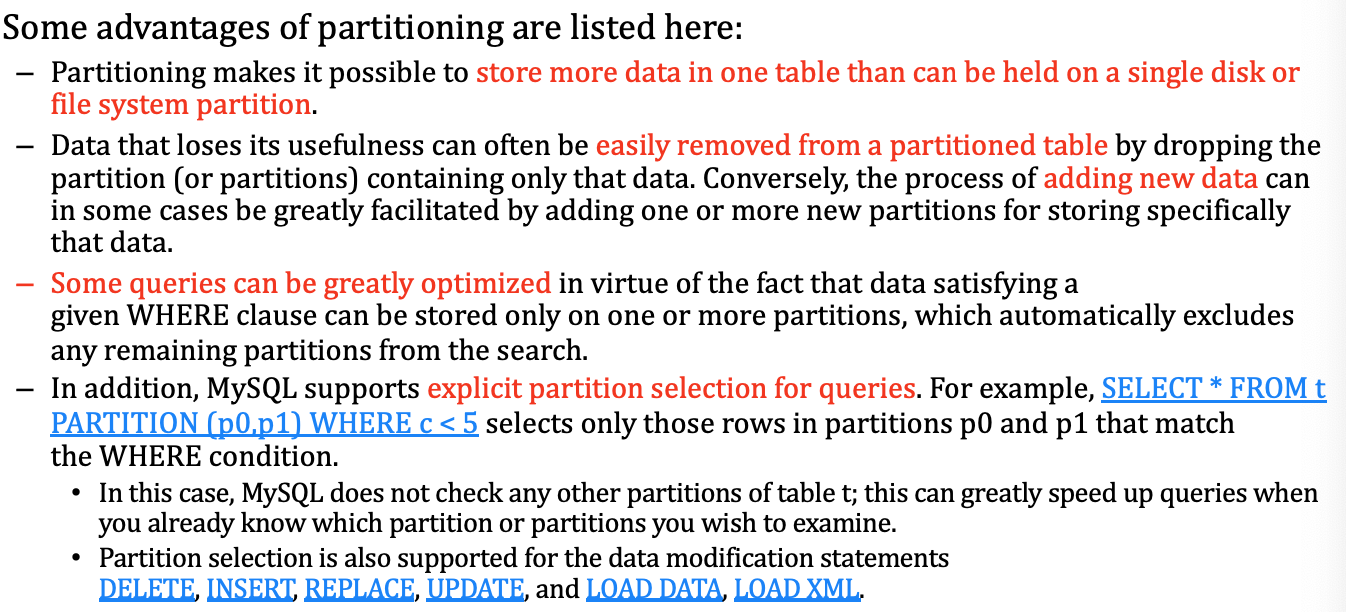 Some advantages of partitioning are listed here:
– Partitioning makes it possible to store more data in one table than can be held on a single disk or
file system partition.
– Data that loses its usefulness can often be easily removed from a partitioned table by dropping the
partition (or partitions) containing only that data. Conversely, the process of adding new data can
in some cases be greatly facilitated by adding one or more new partitions for storing specifically
that data.
– Some queries can be greatly optimized in virtue of the fact that data satisfying a
given WHERE clause can be stored only on one or more partitions, which automatically excludes
any remaining partitions from the search.
– In addition, MySQL supports explicit partition selection for queries. For example, SELECT * FROM t
PARTITION (p0,p1) WHERE c < 5 selects only those rows in partitions p0 and p1 that match
the WHERE condition.
• In this case, MySQL does not check any other partitions of table t; this can greatly speed up queries when
you already know which partition or partitions you wish to examine.
• Partition selection is also supported for the data modification statements
DELETE, INSERT, REPLACE, UPDATE, and LOAD DATA, LOAD XML.